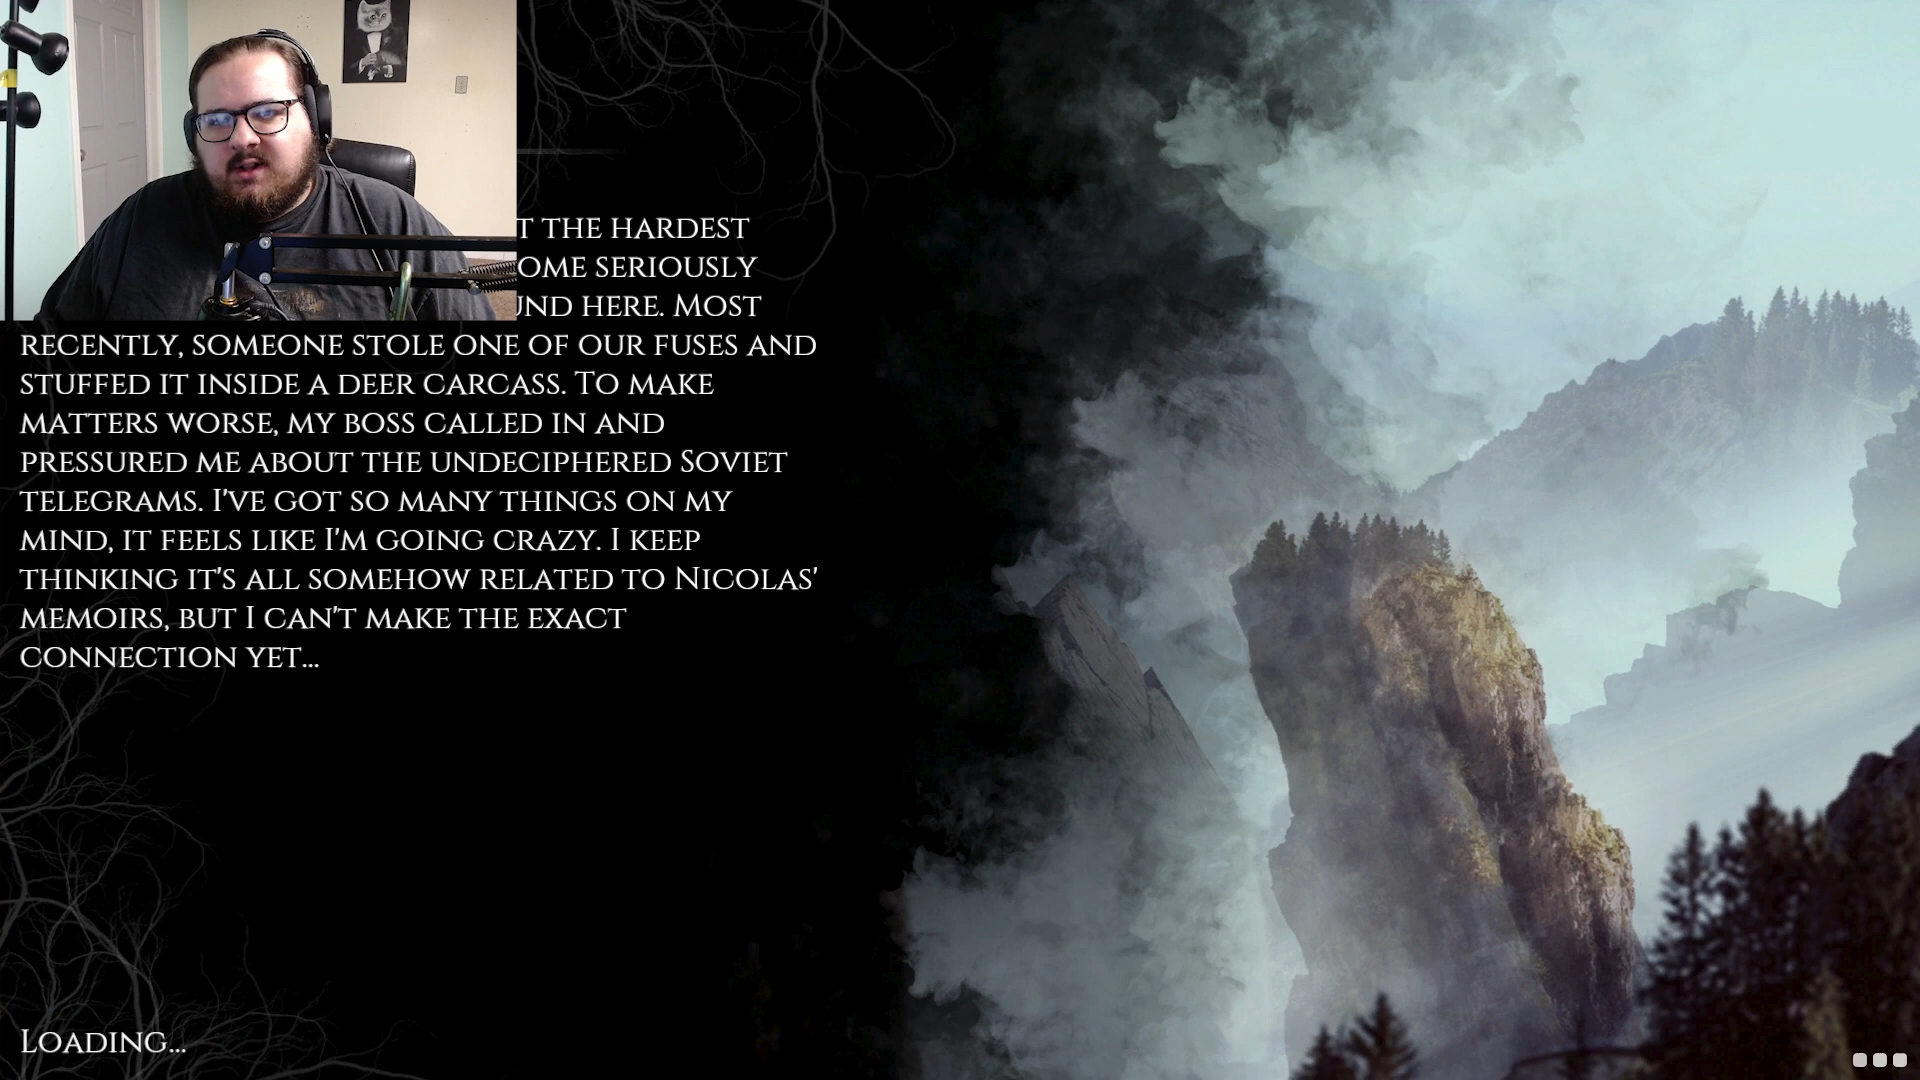 THE HARDEST
SERIOUSLY
HERE. MOST
RECENTLY, SOMEONE STOLE ONE OF OUR FUSES AND
STUFFED IT INSIDE A DEER CARCASS. TO MAKE
MATTERS WORSE, MY BOSS CALLED IN AND
PRESSURED ME ABOUT THE UNDECIPHERED SOVIET
TELEGRAMS. I'VE GOT SO MANY THINGS ON MY
MIND, IT FEELS LIKE I'M GOING CRAZY. I KEEP
THINKING IT'S ALL SOMEHOW RELATED TO NICOLAS'
MEMOIRS, BUT I CAN'T MAKE THE EXACT
CONNECTION YET...
LOADING...